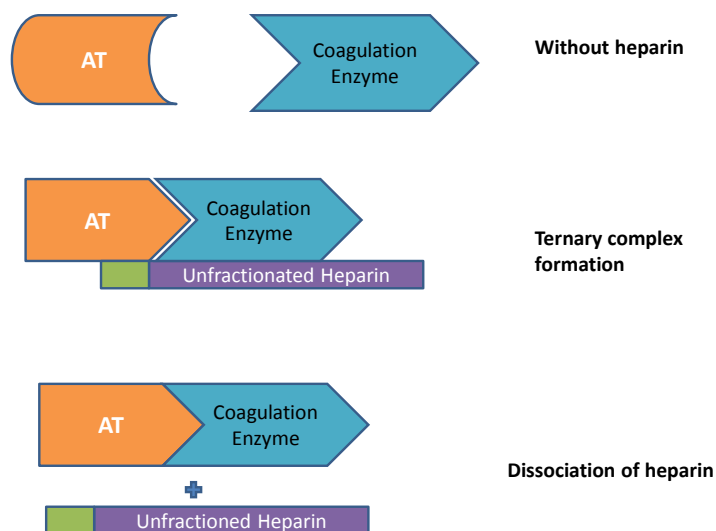 AT
Coagulation
Enzyme
Without heparin
AT
Coagulation
Enzyme
Unfractionated Heparin
Ternary complex
formation
AT
Coagulation
Enzyme
Dissociation of heparin
Unfractioned Heparin